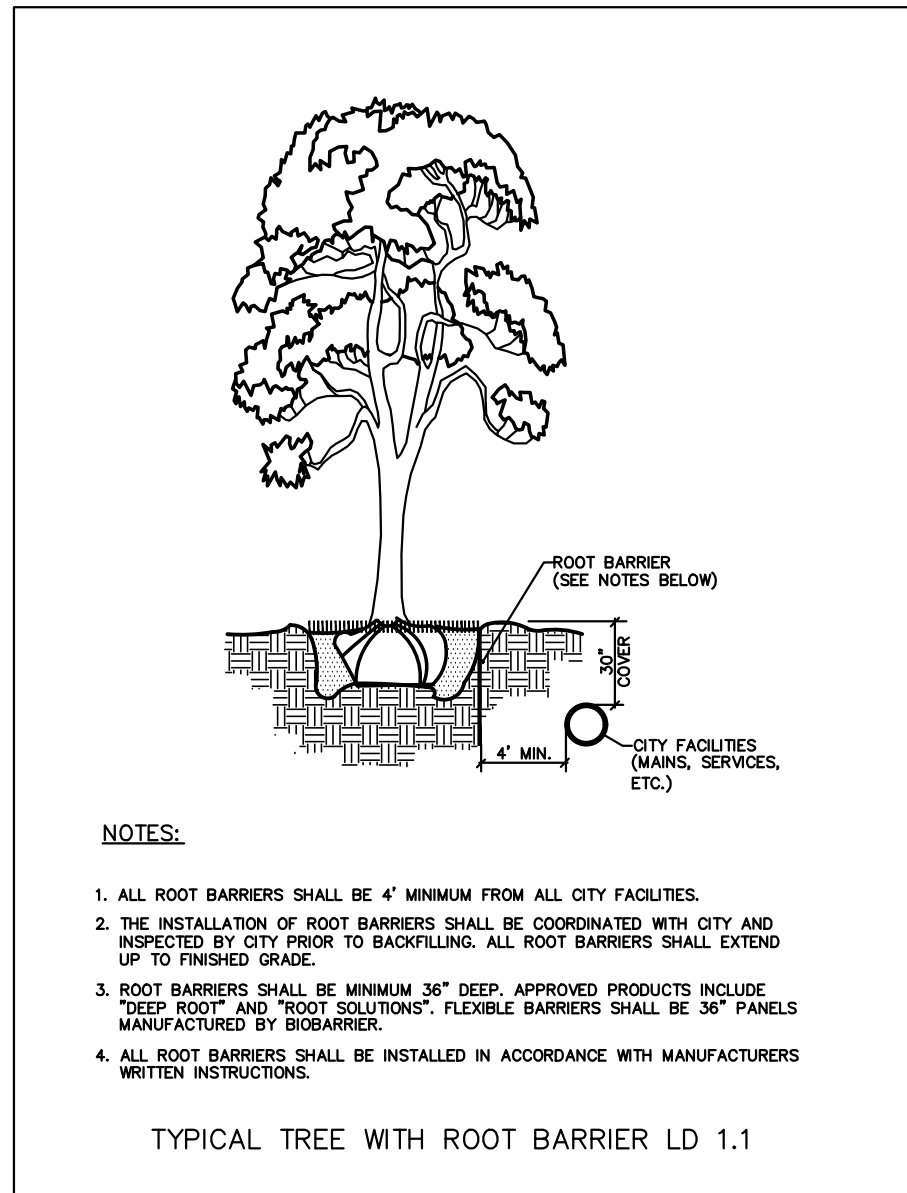 ROOT BARRIER
(SEE NOTES BELOW)
30"
COVER
4' MIN.
CITY FACILITIES
(MAINS, SERVICES,
ETC.)
NOTES:
1. ALL ROOT BARRIERS SHALL BE 4' MINIMUM FROM ALL CITY FACILITIES.
2. THE INSTALLATION OF ROOT BARRIERS SHALL BE COORDINATED WITH CITY AND
INSPECTED BY CITY PRIOR TO BACKFILLING. ALL ROOT BARRIERS SHALL EXTEND
UP TO FINISHED GRADE.
3. ROOT BARRIERS SHALL BE MINIMUM 36" DEEP. APPROVED PRODUCTS INCLUDE
"DEEP ROOT" AND "ROOT SOLUTIONS". FLEXIBLE BARRIERS SHALL BE 36" PANELS
MANUFACTURED BY BIOBARRIER.
4. ALL ROOT BARRIERS SHALL BE INSTALLED IN ACCORDANCE WITH MANUFACTURERS
WRITTEN INSTRUCTIONS.
TYPICAL TREE WITH ROOT BARRIER LD 1.1